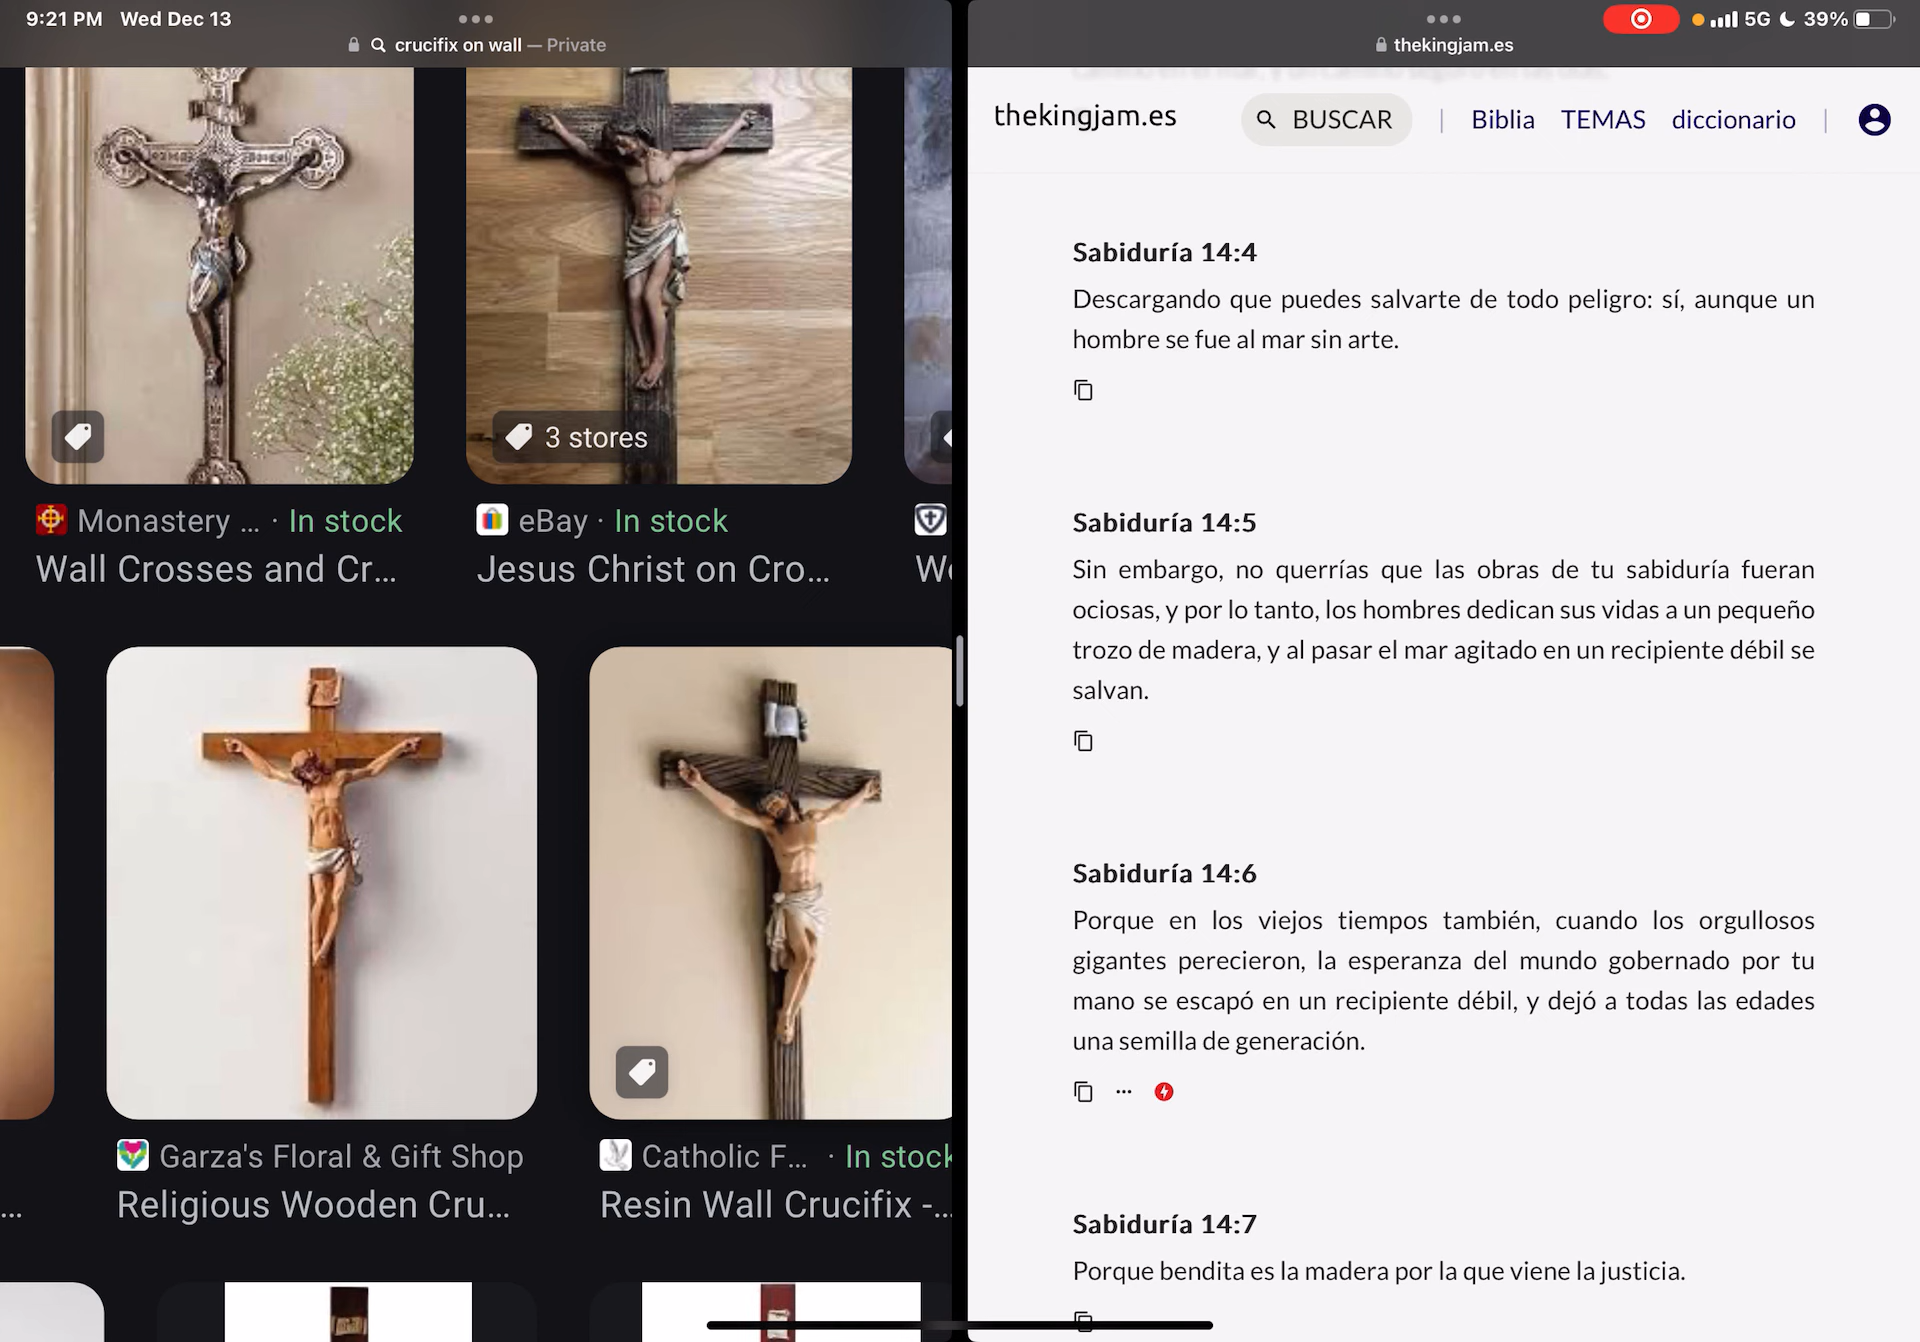 9:21 PM Wed Dec 13
crucifix on wall — Private
3 stores
Monastery ... · In stock
Wall Crosses and Cr...
eBay · In stock
Jesus Christ on Cro...
Garza's Floral & Gift Shop
Religious Wooden Cru...
Catholic F... · In stock
Resin Wall Crucifix -...
5G 39%
thekingjam.es
thekingjam.es
BUSCAR | Biblia TEMAS diccionario |
Sabiduría 14:4
Descargando que puedes salvarte de todo peligro: sí, aunque un
hombre se fue al mar sin arte.
Sabiduría 14:5
Sin embargo, no querrías que las obras de tu sabiduría fueran
ociosas, y por lo tanto, los hombres dedican sus vidas a un pequeño
trozo de madera, y al pasar el mar agitado en un recipiente débil se
salvan.
Sabiduría 14:6
Porque en los viejos tiempos también, cuando los orgullosos
gigantes perecieron, la esperanza del mundo gobernado por tu
mano se escapó en un recipiente débil, y dejó a todas las edades
una semilla de generación.
Sabiduría 14:7
Porque bendita es la madera por la que viene la justicia.